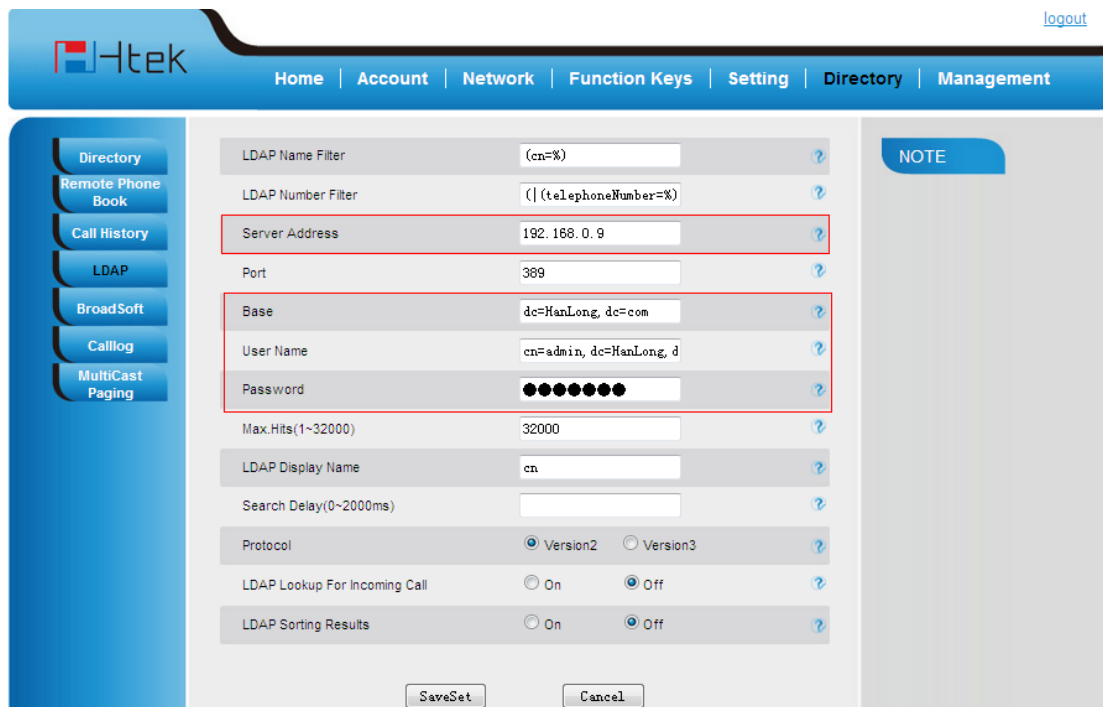 logout
Htek
Home | Account | Network | Function Keys | Setting | Directory | Management
Directory
Remote Phone
Book
Call History
LDAP
BroadSoft
Calllog
MultiCast
Paging
LDAP Name Filter (cn=%)
LDAP Number Filter (|(telephoneNumber=%)
Server Address 192.168.0.9
Port 389
Base dc=HanLong,dc=com
User Name cn=admin,dc=HanLong,d
Password ●●●●●●●
Max.Hits(1~32000) 32000
LDAP Display Name cn
Search Delay(0~2000ms)
Protocol Version2 Version3
LDAP Lookup For Incoming Call On Off
LDAP Sorting Results On Off
SaveSet Cancel
NOTE